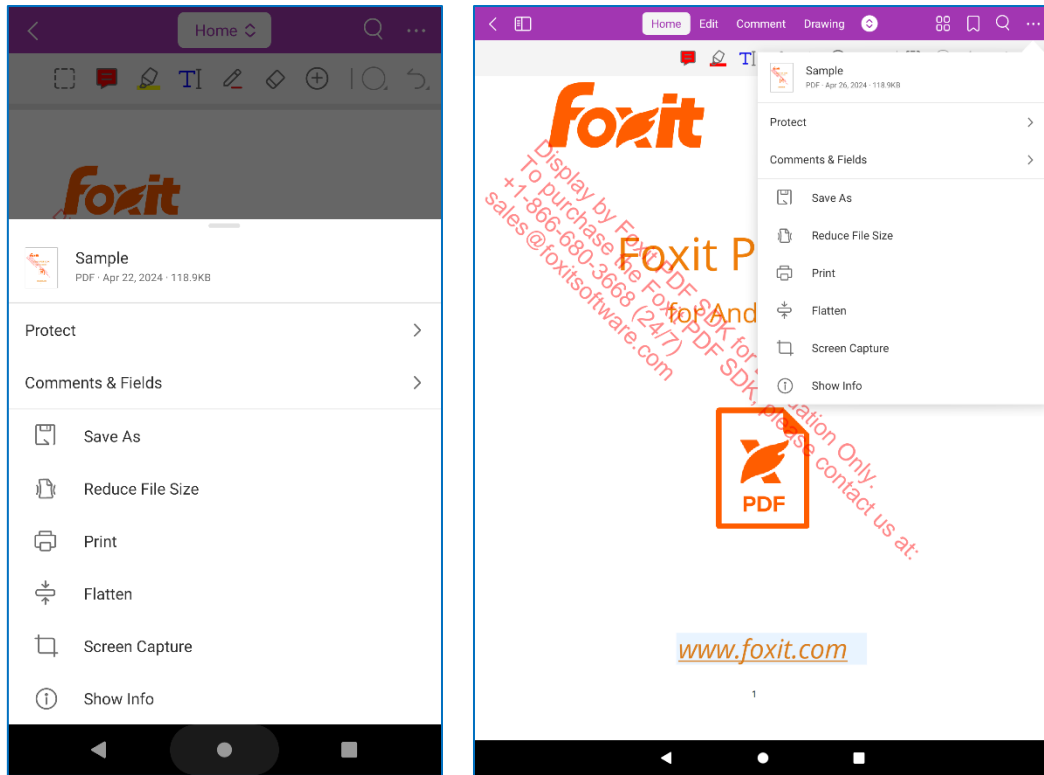 Home
T
foxit
Sample
PDF · Apr 22, 2024 · 118.9KB
Protect
Comments & Fields
Save As
Reduce File Size
Print
Flatten
Screen Capture
Show Info
Home Edit Comment Drawing
T
Sample
PDF · Apr 26, 2024 · 118.9KB
Protect
Comments & Fields
Save As
Reduce File Size
Print
Flatten
Screen Capture
Show Info
foxit
Display by Foxit PDF SDK for Evaluation Only.
To purchase the Foxit PDF SDK, please contact us at:
+1-866-680-3668 (24/7)
sales@foxitsoftware.com
Foxit P
for And
PDF
www.foxit.com
1